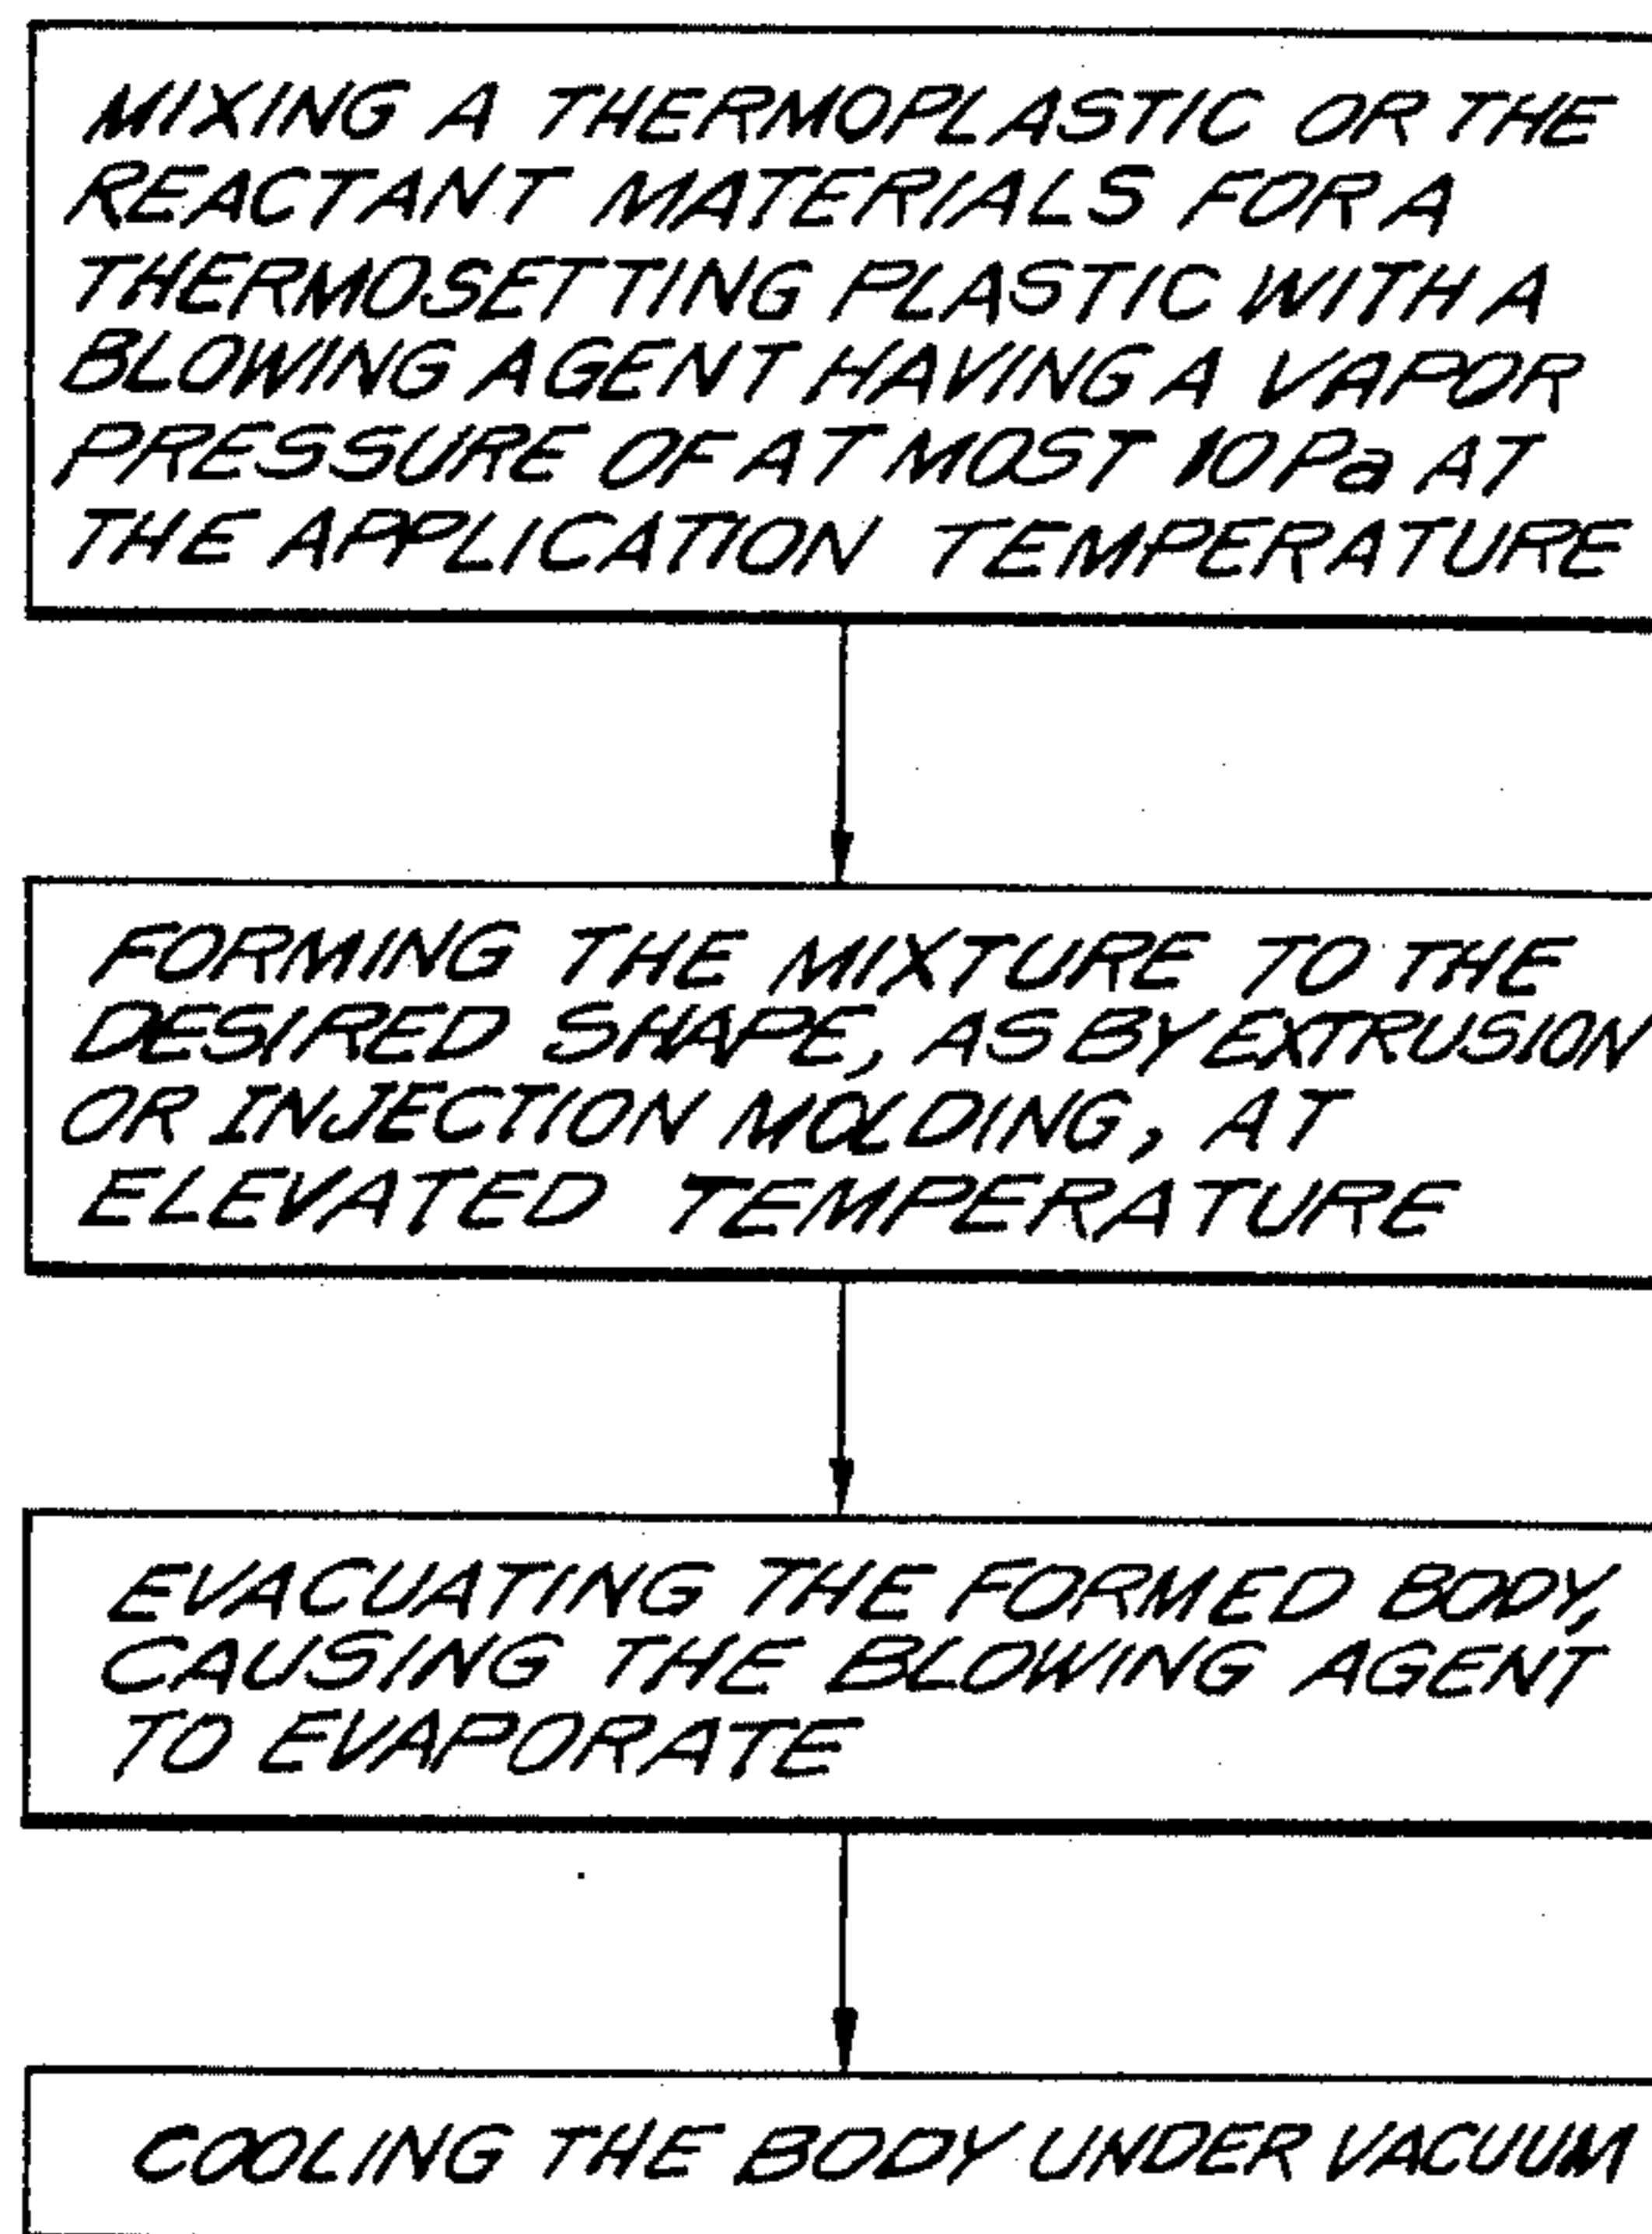 MIXING A THERMOPLASTIC OR THE
REACTANT MATERIALS FOR A
THERMOSETTING PLASTIC WITH A
BLOWING AGENT HAVING A VAPOR
PRESSURE OF AT MOST 10 Pa AT
THE APPLICATION TEMPERATURE
FORMING THE MIXTURE TO THE
DESIRED SHAPE, AS BY EXTRUSION
OR INJECTION MOLDING, AT
ELEVATED TEMPERATURE
EVACUATING THE FORMED BODY,
CAUSING THE BLOWING AGENT
TO EVAPORATE
COOLING THE BODY UNDER VACUUM